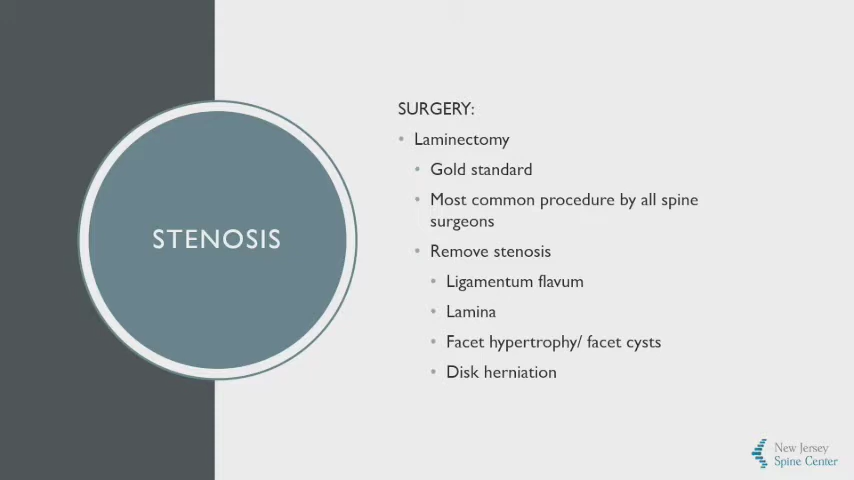 STENOSIS
SURGERY:
• Laminectomy
• Gold standard
• Most common procedure by all spine
surgeons
• Remove stenosis
• Ligamentum flavum
• Lamina
• Facet hypertrophy/ facet cysts
• Disk herniation
New Jersey
Spine Center